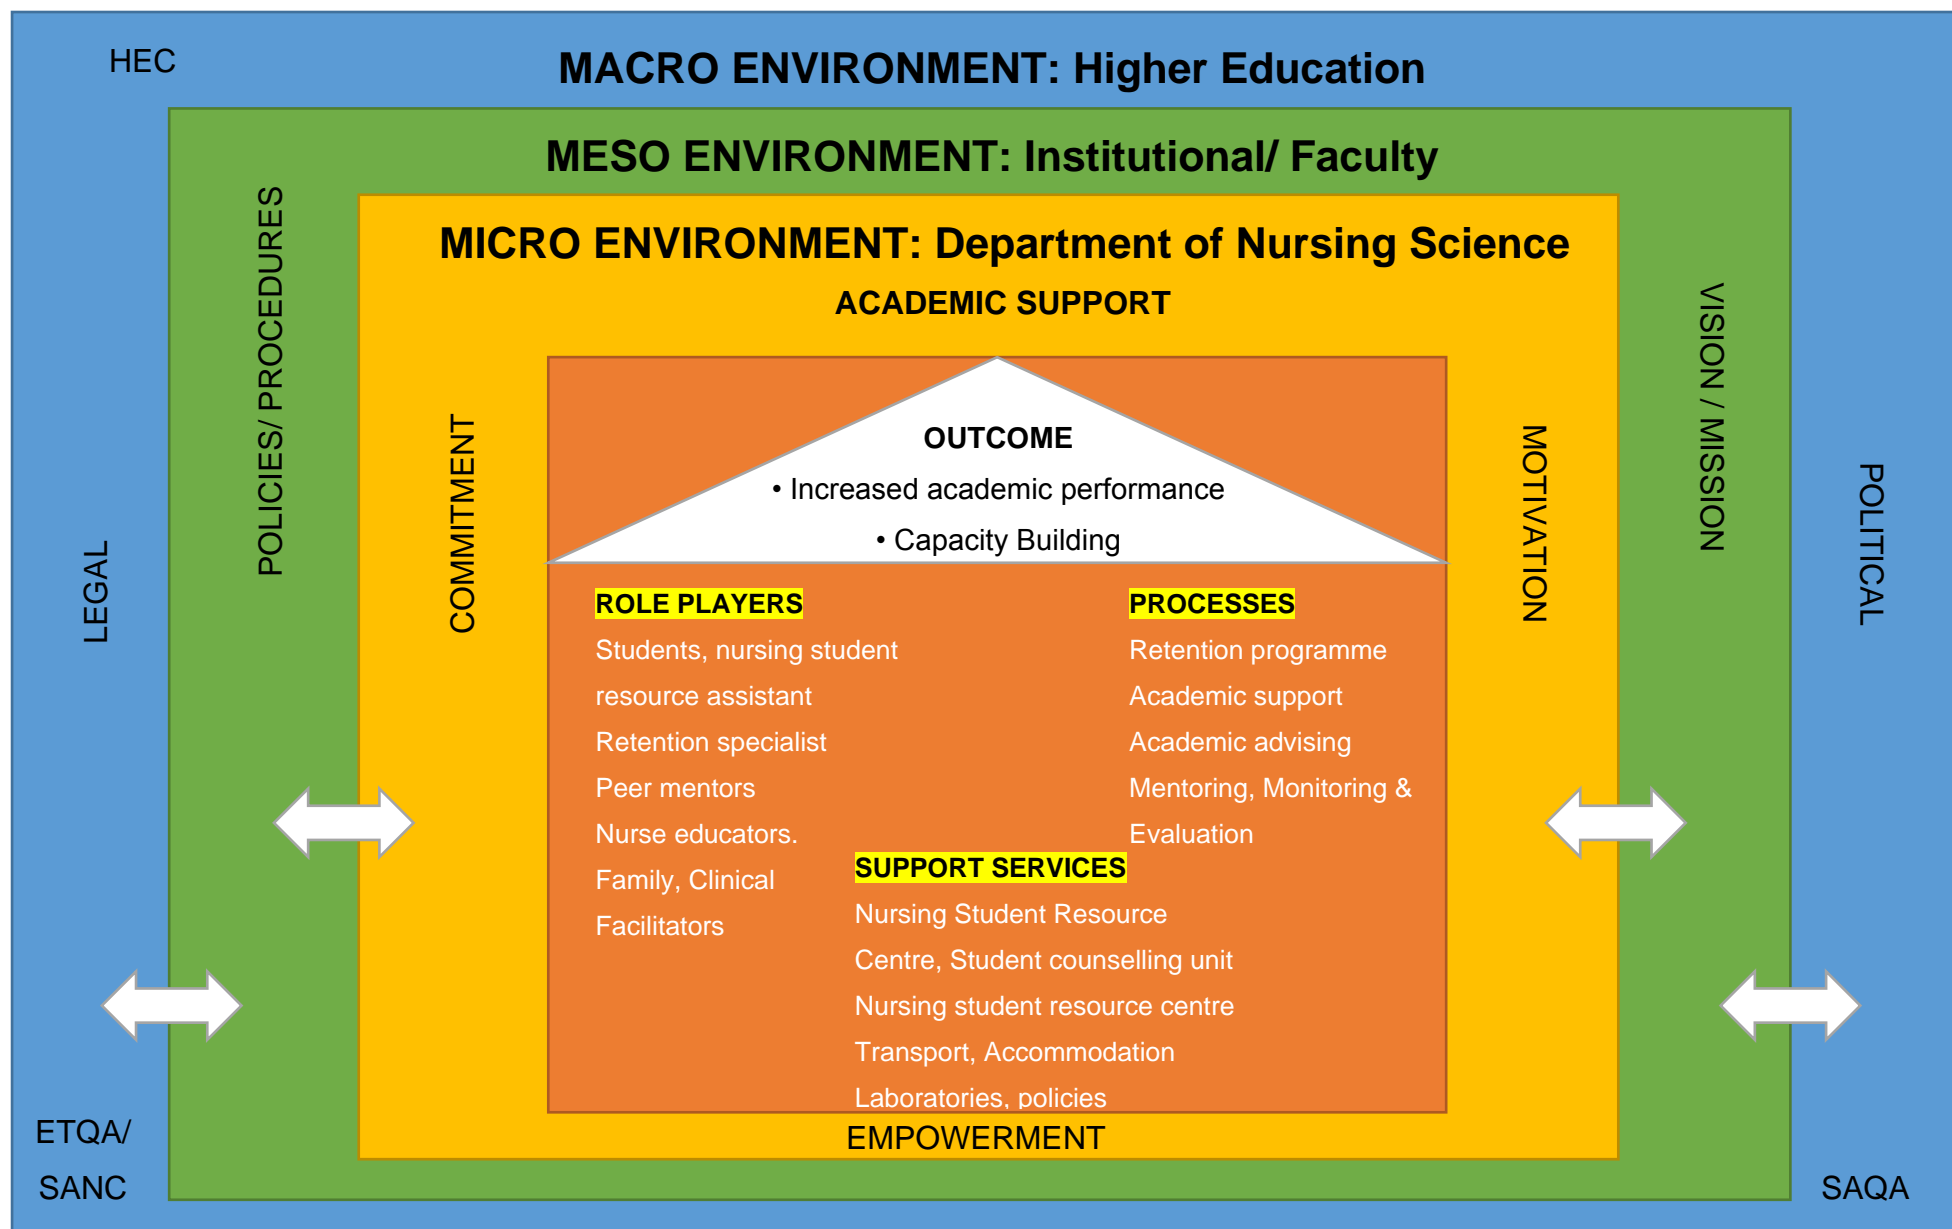 HEC
MACRO ENVIRONMENT: Higher Education
MESO ENVIRONMENT: Institutional/ Faculty
MICRO ENVIRONMENT: Department of Nursing Science
ACADEMIC SUPPORT
LEGAL
POLICIES/ PROCEDURES
COMMITMENT
OUTCOME
• Increased academic performance
• Capacity Building
MOTIVATION
VISION / MISSION
POLITICAL
ROLE PLAYERS
Students, nursing student
resource assistant
Retention specialist
Peer mentors
Nurse educators.
Family, Clinical
Facilitators
PROCESSES
Retention programme
Academic support
Academic advising
Mentoring, Monitoring &
Evaluation
SUPPORT SERVICES
Nursing Student Resource
Centre, Student counselling unit
Nursing student resource centre
Transport, Accommodation
Laboratories, policies
EMPOWERMENT
ETQA/
SANC
SAQA